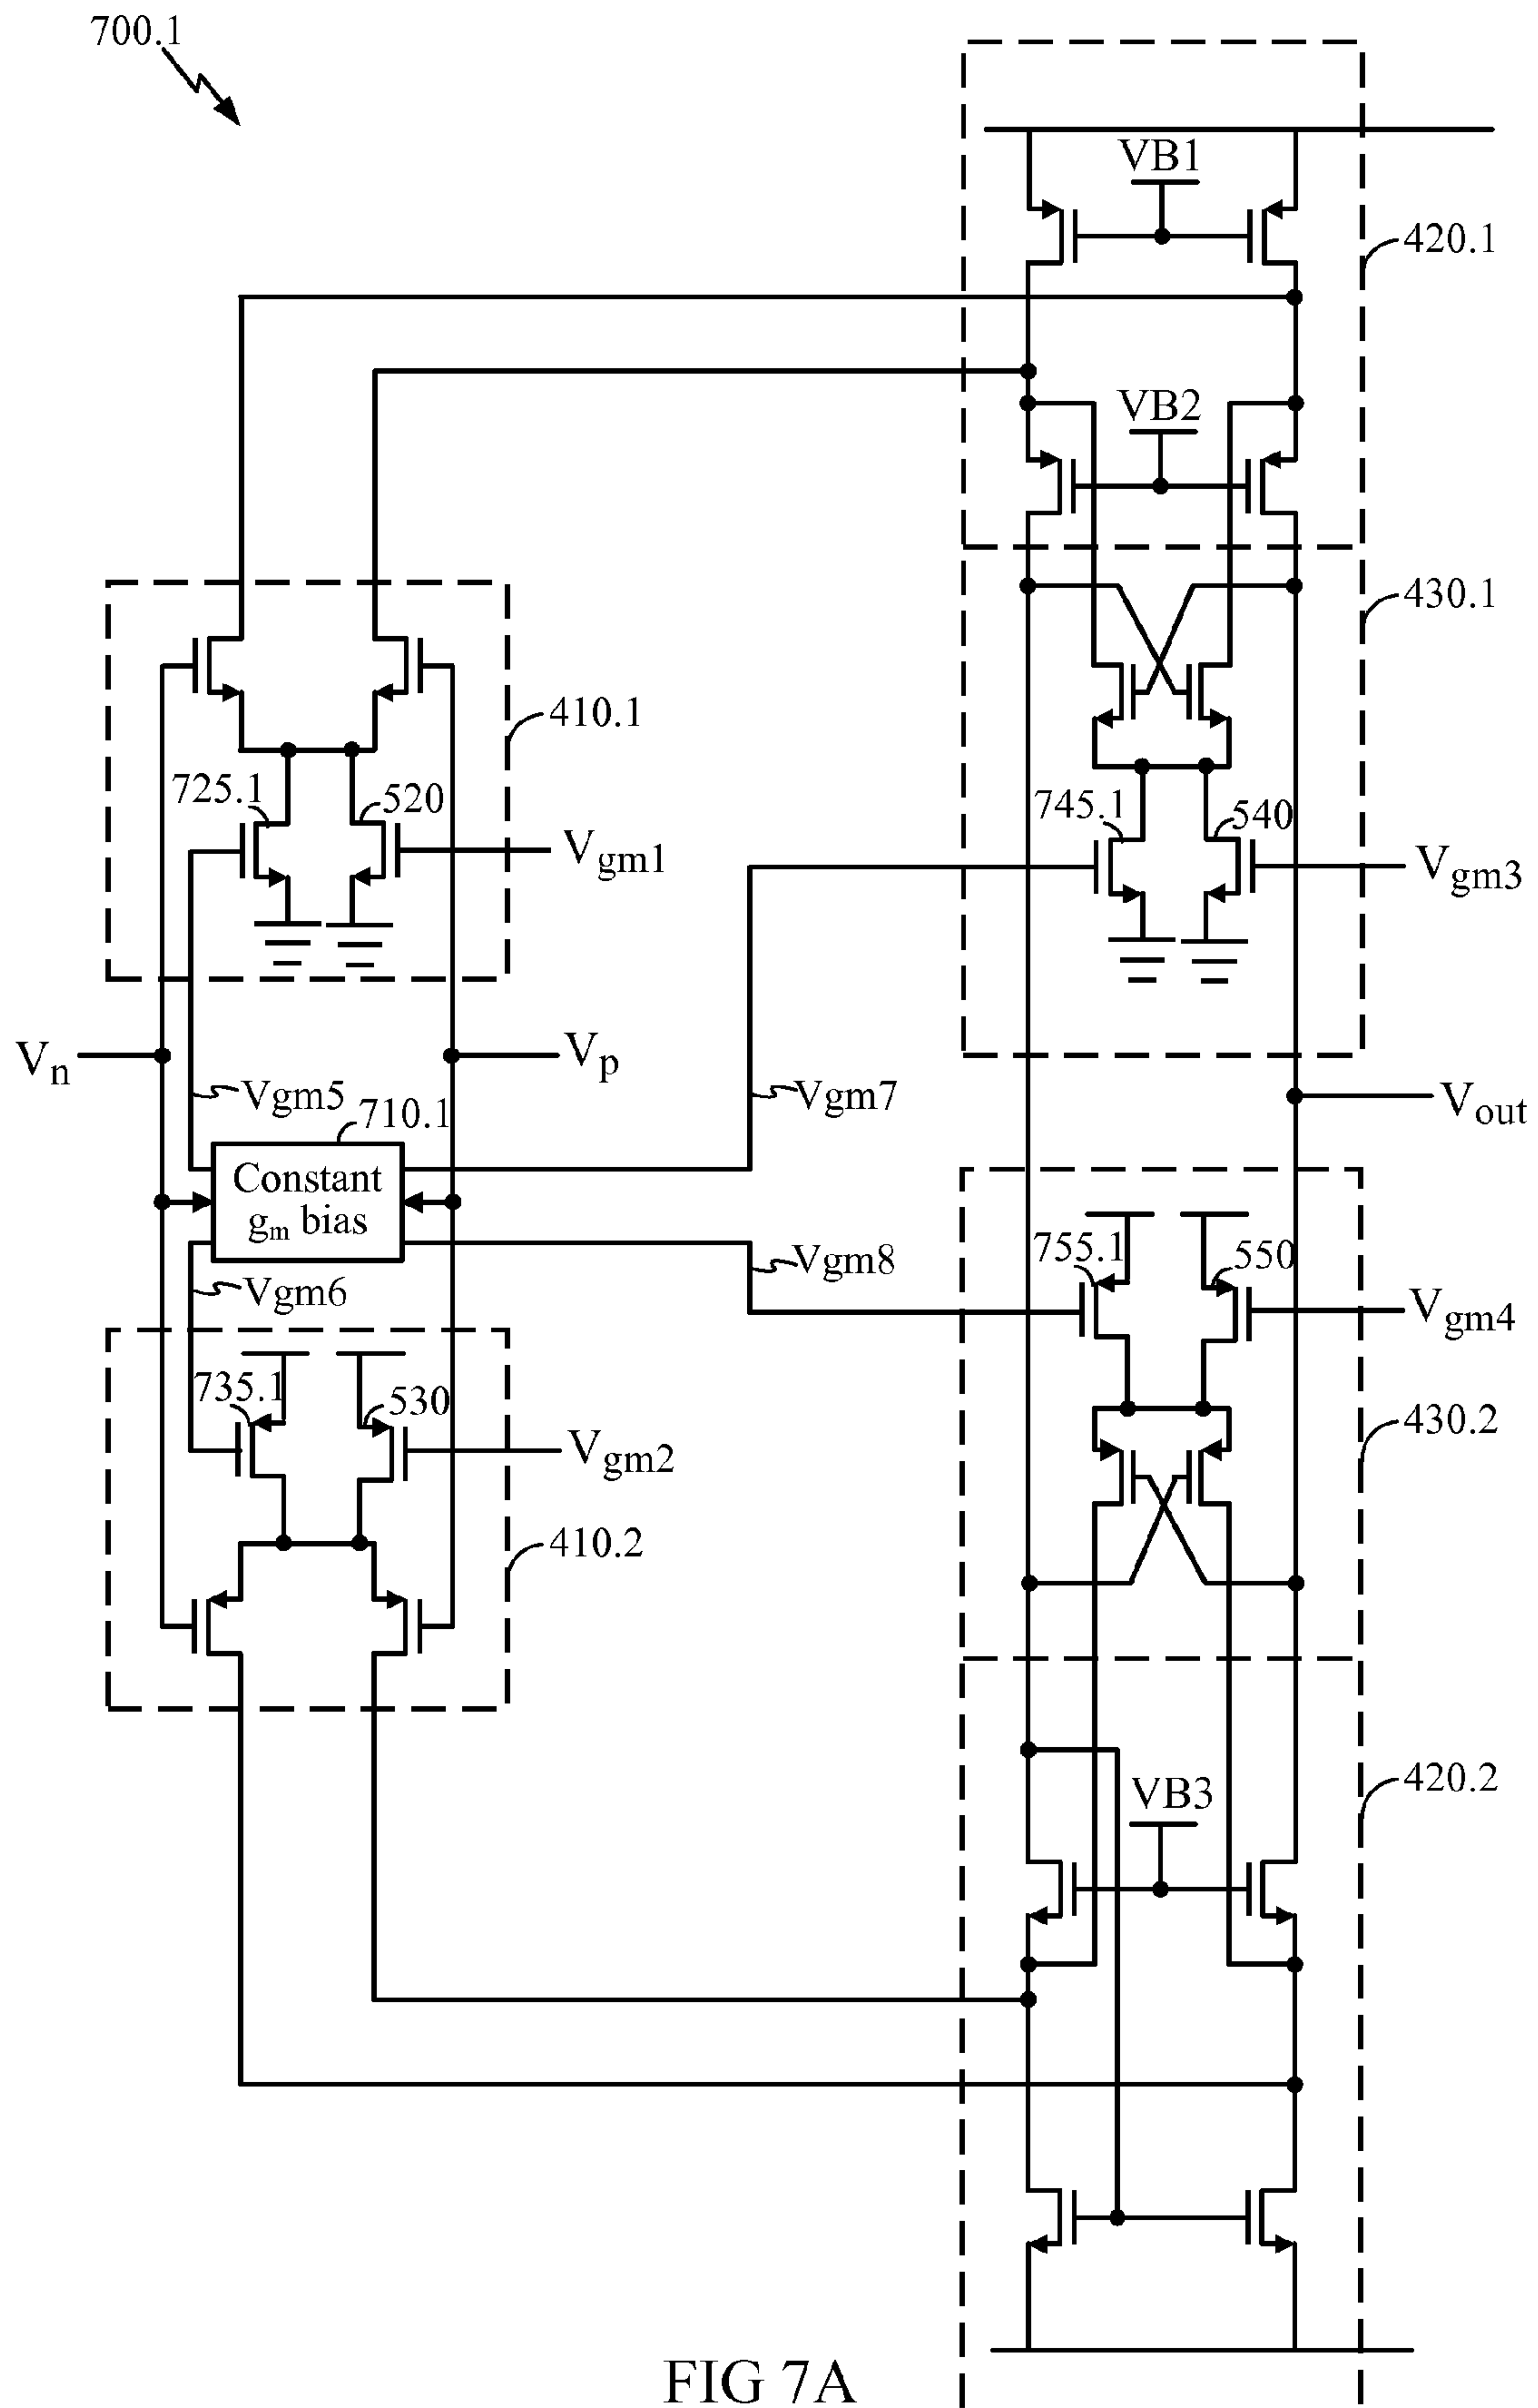 700.1
VB1
420.1
VB2
430.1
410.1
725.1
520
Vgm1
745.1
540
Vgm3
Vn
Vp
Vgm5
Vgm7
710.1
Vout
Constant
gm bias
Vgm8
755.1
550
Vgm6
Vgm4
735.1
530
430.2
Vgm2
410.2
420.2
VB3
FIG 7A